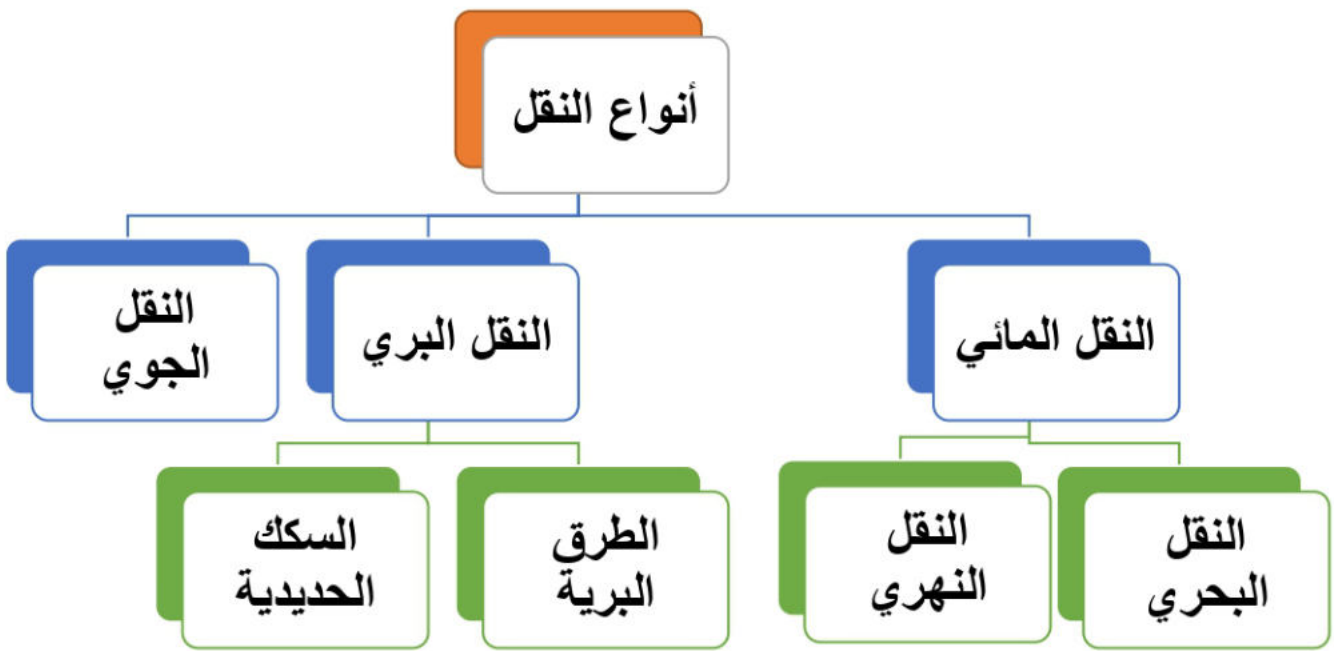 أنواع النقل
النقل المائي
النقل البري
النقل
الجوي
النقل
البحري
النقل
النهري
الطرق
البرية
السكك
الحديدية